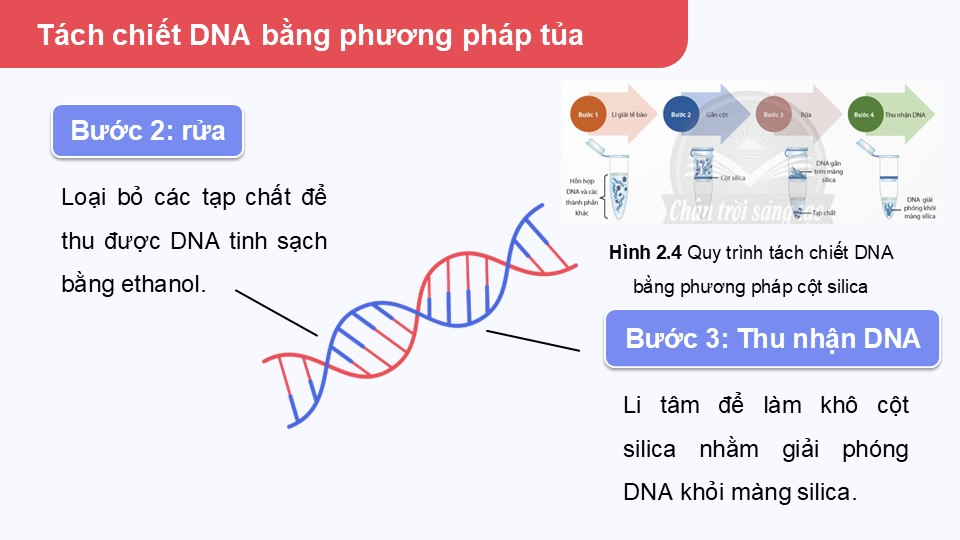 Tách chiết DNA bằng phương pháp tủa
Bước 2: rửa
Loại bỏ các tạp chất để
thu được DNA tinh sạch
bằng ethanol.
Bước 1
Li giải tế bào
Bước 2
Gắn cột
Bước 3
Rửa
Bước 4
Thu nhận DNA
Hỗn hợp
DNA và các
thành phần
khác
Cột silica
DNA gắn
trên màng
silica
Tạp chất
DNA giải
phóng khỏi
màng silica
Chân trời sáng tạo
Hình 2.4 Quy trình tách chiết DNA
bằng phương pháp cột silica
Bước 3: Thu nhận DNA
Li tâm để làm khô cột
silica nhằm giải phóng
DNA khỏi màng silica.